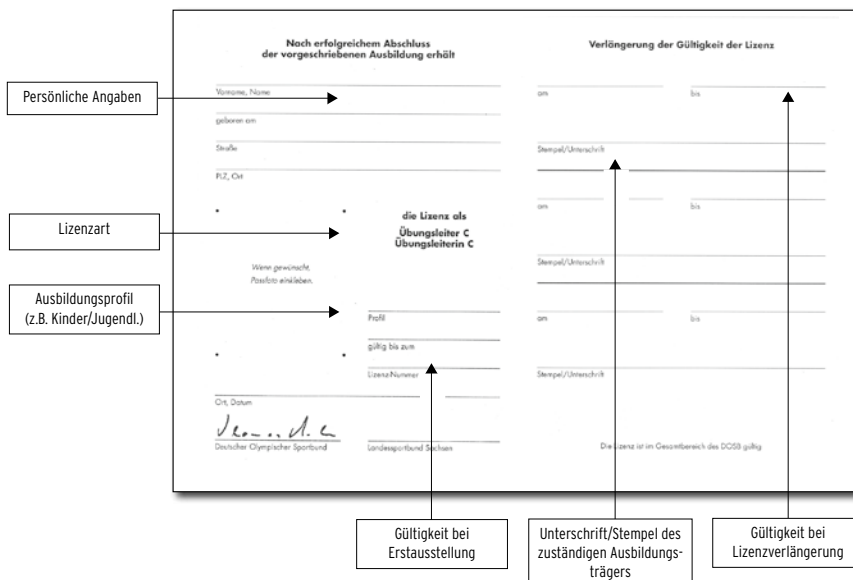 Nach erfolgreichem Abschluss
der vorgeschriebenen Ausbildung erhält
Vorname, Name
geboren am
Straße
PLZ, Ort
die Lizenz als
Übungsleiter C
Übungsleiterin C
Wenn gewünscht,
Passfoto einkleben.
Profil
gültig bis zum
Lizenz-Nummer
Ort, Datum
Deutscher Olympischer Sportbund
Landessportbund Sachsen
Verlängerung der Gültigkeit der Lizenz
am bis
Stempel/Unterschrift
am bis
Stempel/Unterschrift
am bis
Stempel/Unterschrift
Die Lizenz ist im Gesamtbereich des DOSB gültig
Persönliche Angaben
Lizenzart
Ausbildungsprofil
(z.B. Kinder/Jugendl.)
Gültigkeit bei
Erstausstellung
Unterschrift/Stempel des
zuständigen Ausbildungs-
trägers
Gültigkeit bei
Lizenzverlängerung